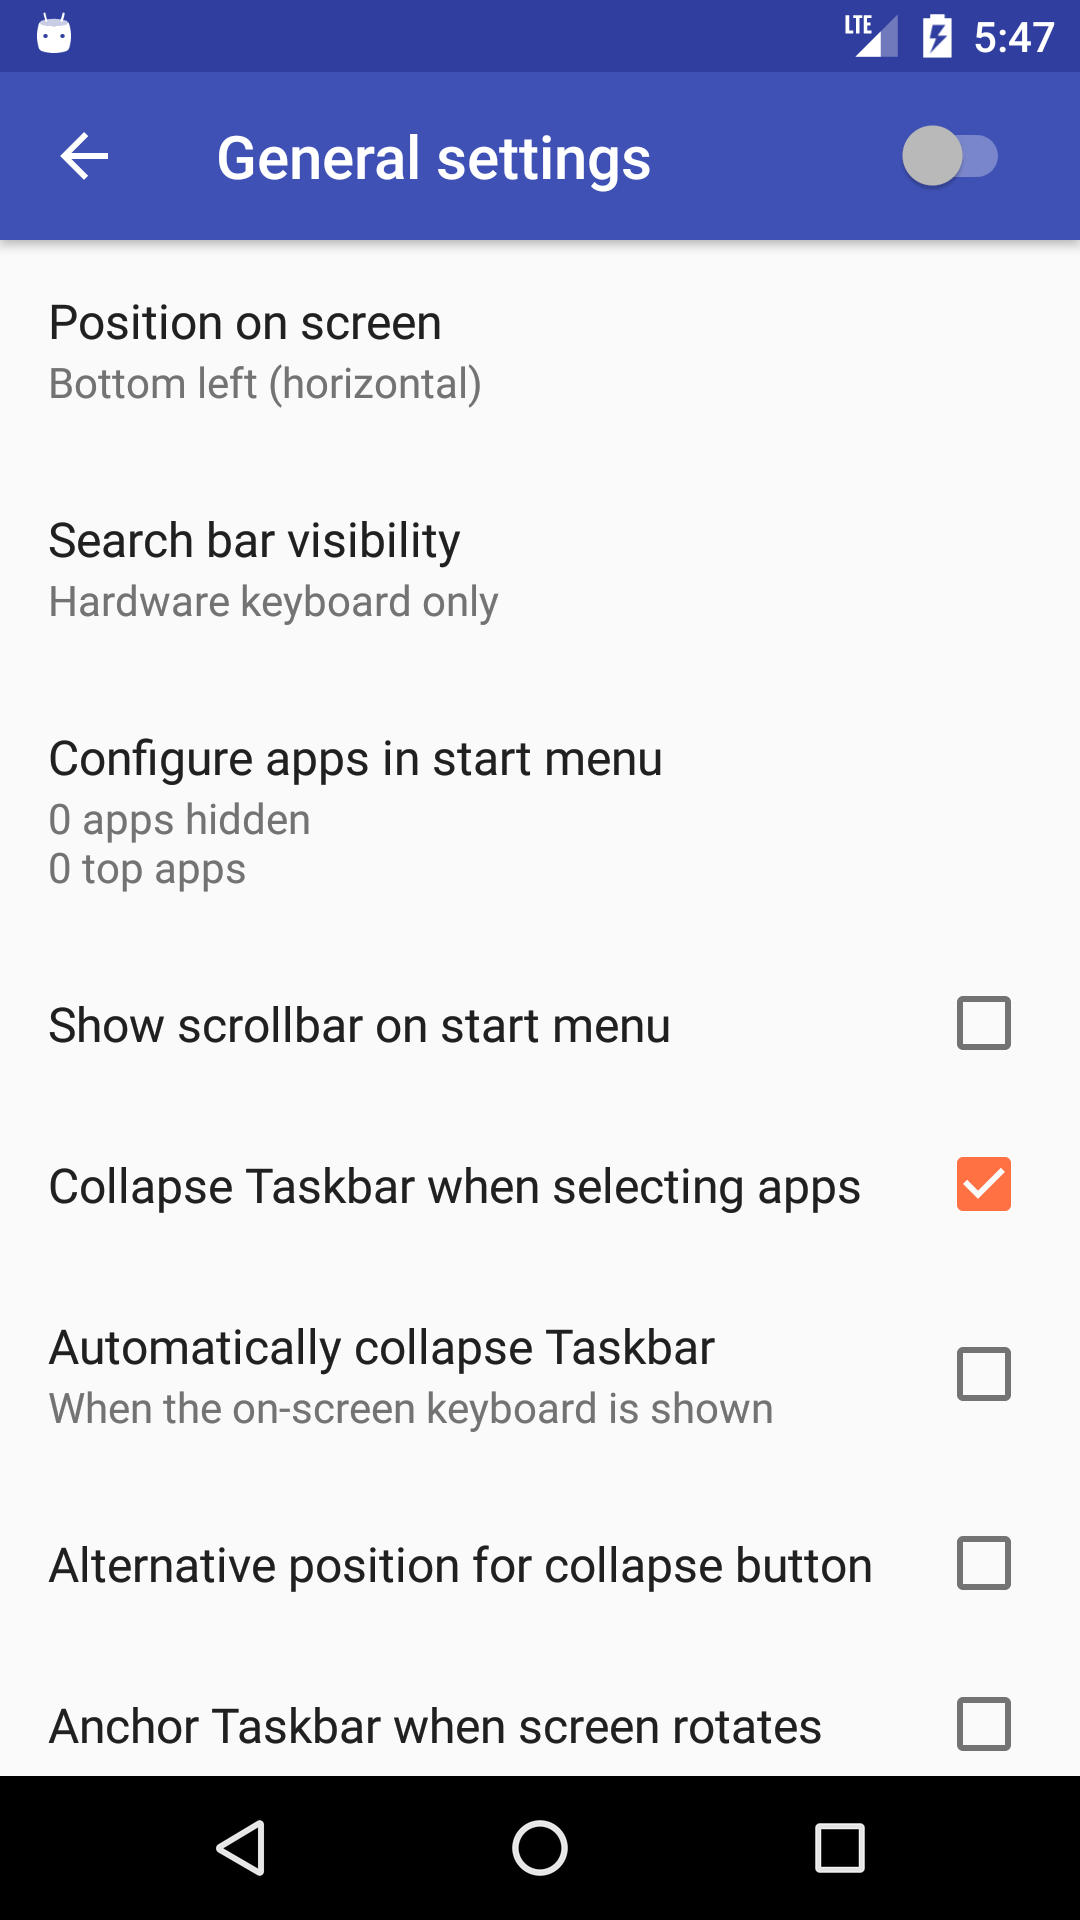 LTE 5:47
General settings
Position on screen
Bottom left (horizontal)
Search bar visibility
Hardware keyboard only
Configure apps in start menu
0 apps hidden
0 top apps
Show scrollbar on start menu
Collapse Taskbar when selecting apps
Automatically collapse Taskbar
When the on-screen keyboard is shown
Alternative position for collapse button
Anchor Taskbar when screen rotates